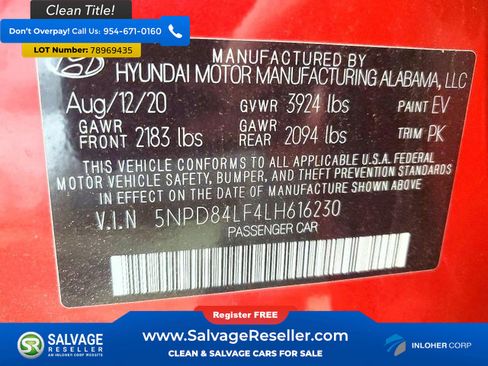 Clean Title!
Don't Overpay! Call Us: 954-671-0160
LOT Number: 78969435
MANUFACTURED BY
HYUNDAI MOTOR MANUFACTURING ALABAMA, LLC
Aug/12/20 GVWR 3924 lbs PAINT EV
GAWR FRONT 2183 lbs GAWR REAR 2094 lbs TRIM PK
THIS VEHICLE CONFORMS TO ALL APPLICABLE U.S.A. FEDERAL
MOTOR VEHICLE SAFETY, BUMPER, AND THEFT PREVENTION STANDARDS
IN EFFECT ON THE DATE OF MANUFACTURE SHOWN ABOVE.
V.I.N 5NPD84LF4LH616230
PASSENGER CAR
Register FREE
SALVAGE RESELLER
AN INLOHER CORP WEBSITE
www.SalvageReseller.com
CLEAN & SALVAGE CARS FOR SALE
INLOHER CORP